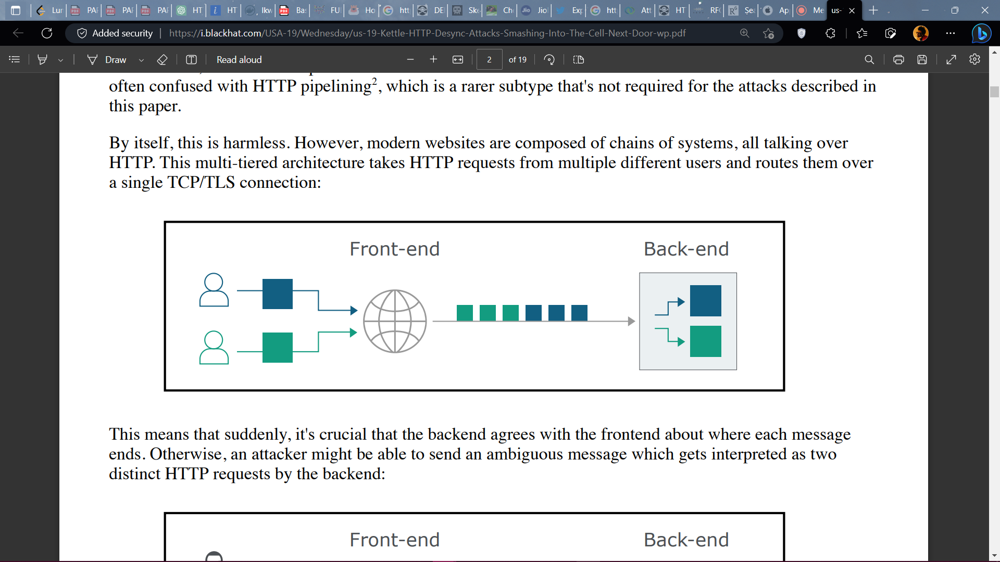 Lur
PAI
PAI
PAI
HT
HT
Ikw
Ba
FUI
Ho
htt
DE
Ske
Ch
Jio
Exp
htt
Att
HT
RF
Sea
Ap
Me
us-
Added security
https://i.blackhat.com/USA-19/Wednesday/us-19-Kettle-HTTP-Desync-Attacks-Smashing-Into-The-Cell-Next-Door-wp.pdf
Draw
Read aloud
2
of 19
often confused with HTTP pipelining2, which is a rarer subtype that's not required for the attacks described in
this paper.
By itself, this is harmless. However, modern websites are composed of chains of systems, all talking over
HTTP. This multi-tiered architecture takes HTTP requests from multiple different users and routes them over
a single TCP/TLS connection:
Front-end
Back-end
This means that suddenly, it's crucial that the backend agrees with the frontend about where each message
ends. Otherwise, an attacker might be able to send an ambiguous message which gets interpreted as two
distinct HTTP requests by the backend:
Front-end
Back-end